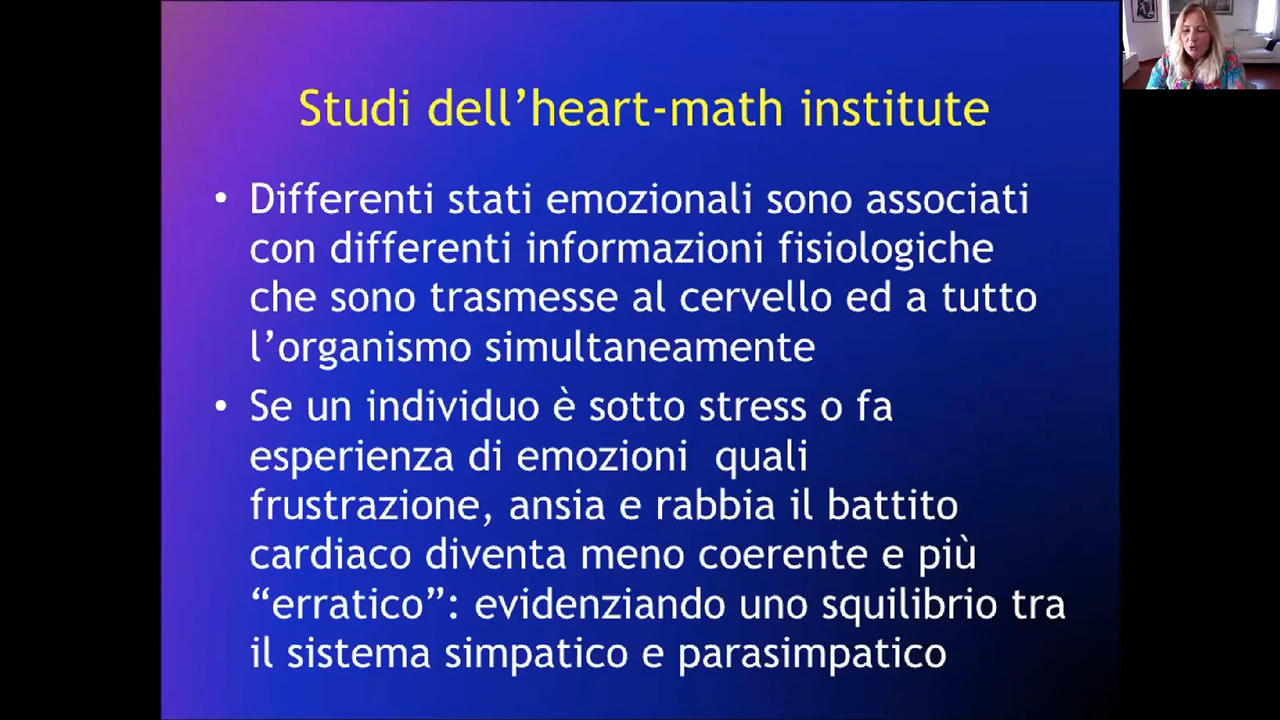 Studi dell’heart-math institute
• Differenti stati emozionali sono associati
con differenti informazioni fisiologiche
che sono trasmesse al cervello ed a tutto
l’organismo simultaneamente
• Se un individuo è sotto stress o fa
esperienza di emozioni  quali
frustrazione, ansia e rabbia il battito
cardiaco diventa meno coerente e più
“erratico”: evidenziando uno squilibrio tra
il sistema simpatico e parasimpatico